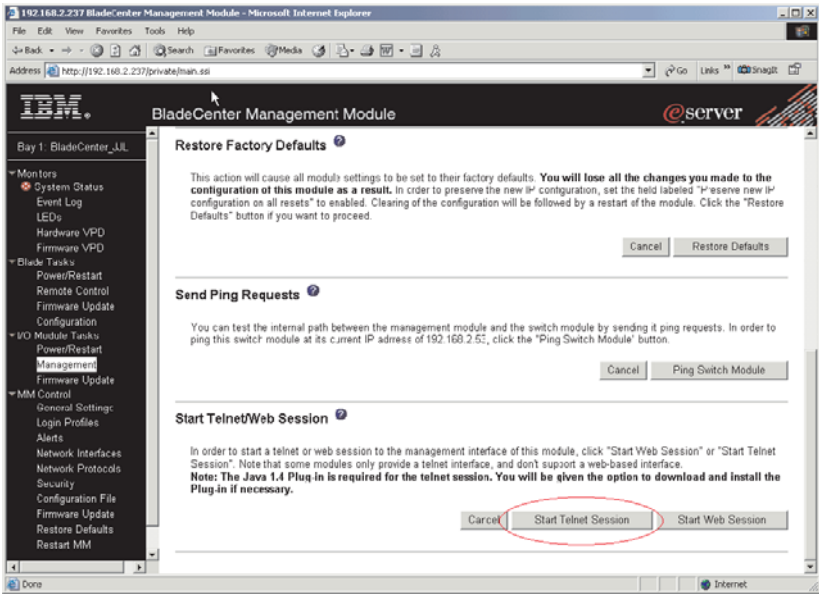 192.168.2.237 BladeCenter Management Module - Microsoft Internet Explorer
File Edit View Favorites Tools Help
Back Search Favorites Media
Address http://192.168.2.237/private/main.ssi Go Links SnagIt
IBM.
BladeCenter Management Module
eserver
Bay 1: BladeCenter_JJL
Monitors
System Status
Event Log
LEDs
Hardware VPD
Firmware VPD
Blade Tasks
Power/Restart
Remote Control
Firmware Update
Configuration
I/O Module Tasks
Power/Restart
Management
Firmware Update
MM Control
General Settings
Login Profiles
Alerts
Network Interfaces
Network Protocols
Security
Configuration File
Firmware Update
Restore Defaults
Restart MM
Restore Factory Defaults ?
This action will cause all module settings to be set to their factory defaults. You will lose all the changes you made to the
configuration of this module as a result. In order to preserve the new IP configuration, set the field labeled "Preserve new IP
configuration on all resets" to enabled. Clearing of the configuration will be followed by a restart of the module. Click the "Restore
Defaults" button if you want to proceed.
Cancel Restore Defaults
Send Ping Requests ?
You can test the internal path between the management module and the switch module by sending it ping requests. In order to
ping this switch module at its current IP address of 192.168.2.53, click the "Ping Switch Module" button.
Cancel Ping Switch Module
Start Telnet/Web Session ?
In order to start a telnet or web session to the management interface of this module, click "Start Web Session" or "Start Telnet
Session". Note that some modules only provide a telnet interface, and don't support a web-based interface.
Note: The Java 1.4 Plug-in is required for the telnet session. You will be given the option to download and install the
Plug-in if necessary.
Cancel Start Telnet Session Start Web Session
Done Internet